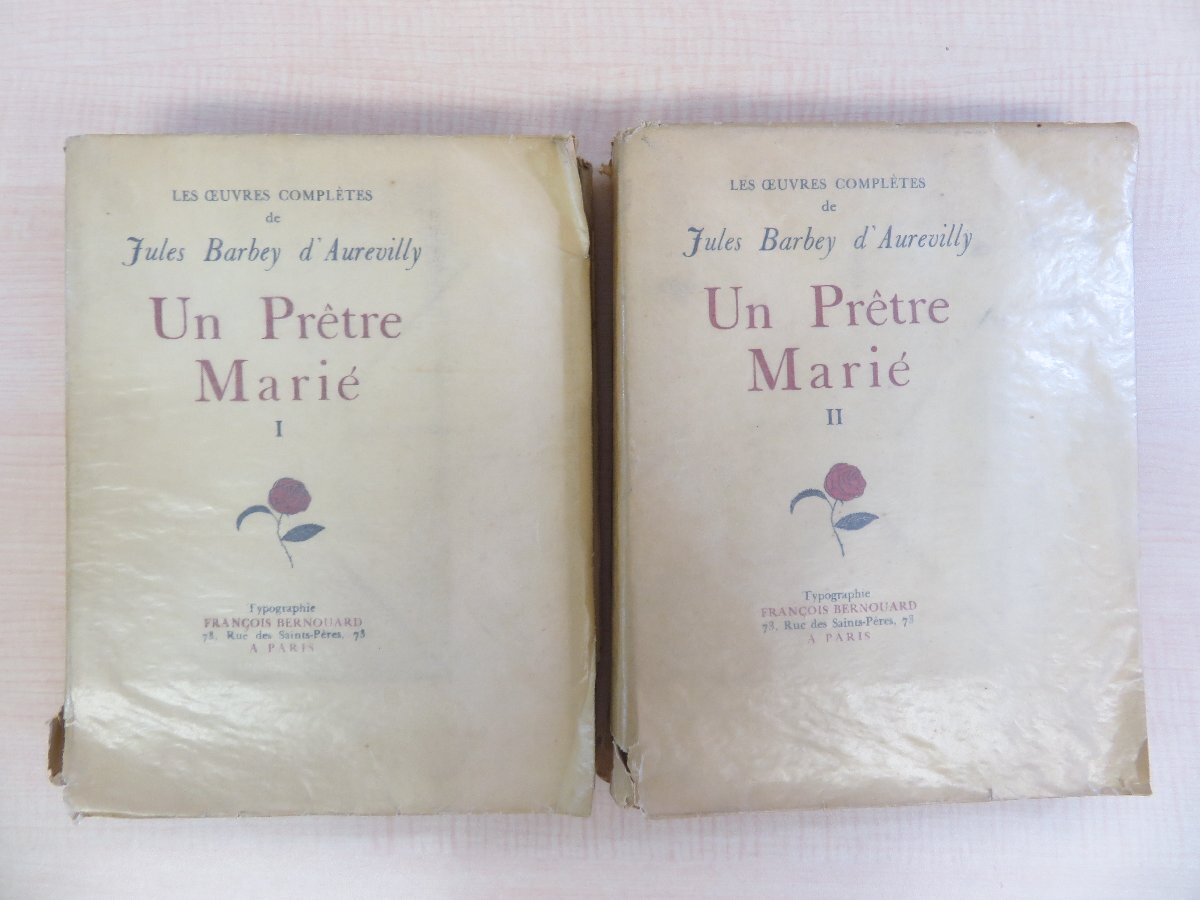 LES ŒUVRES COMPLÈTES
de
Jules Barbey d'Aurevilly
Un Prêtre
Marié
I
Typographie
FRANÇOIS BERNOUARD
73, Rue des Saints-Pères, 73
A PARIS
LES ŒUVRES COMPLÈTES
de
Jules Barbey d'Aurevilly
Un Prêtre
Marié
II
Typographie
FRANÇOIS BERNOUARD
73, Rue des Saints-Pères, 73
A PARIS